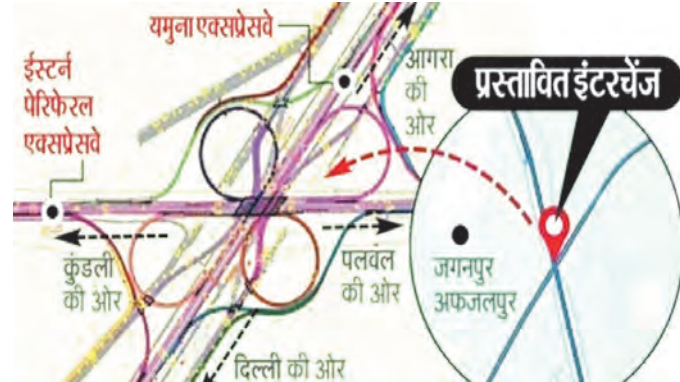 यमुना एक्सप्रेसवे
ईस्टर्न
पेरिफेरल
एक्सप्रेसवे
आगरा
की
ओर
प्रस्तावित इंटरचेंज
कुंडली
की ओर
पलवल
की ओर
जगनपुर
अफजलपुर
दिल्ली की ओर